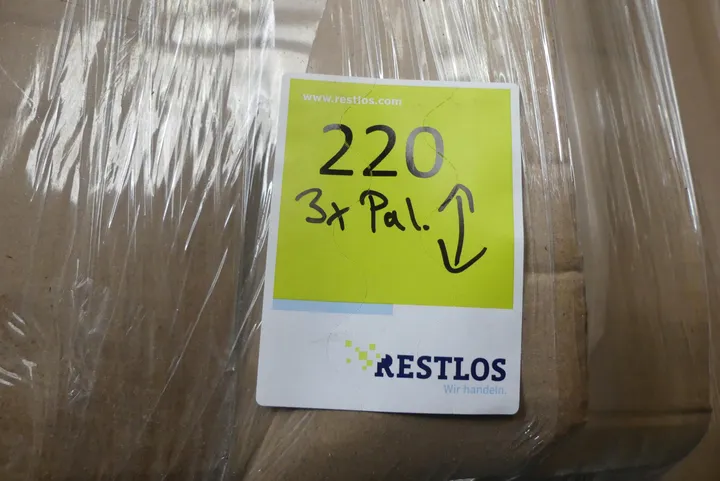 www.restlos.com
220
3x Pal.
RESTLOS
Wir handeln.